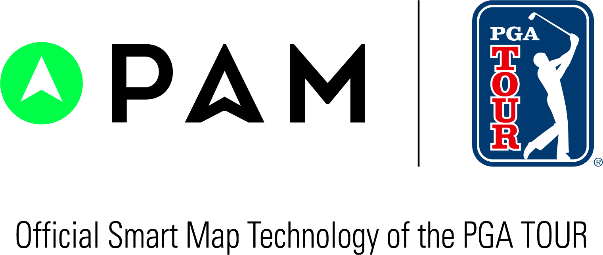 PAM
PGA
TOUR
®
Official Smart Map Technology of the PGA TOUR